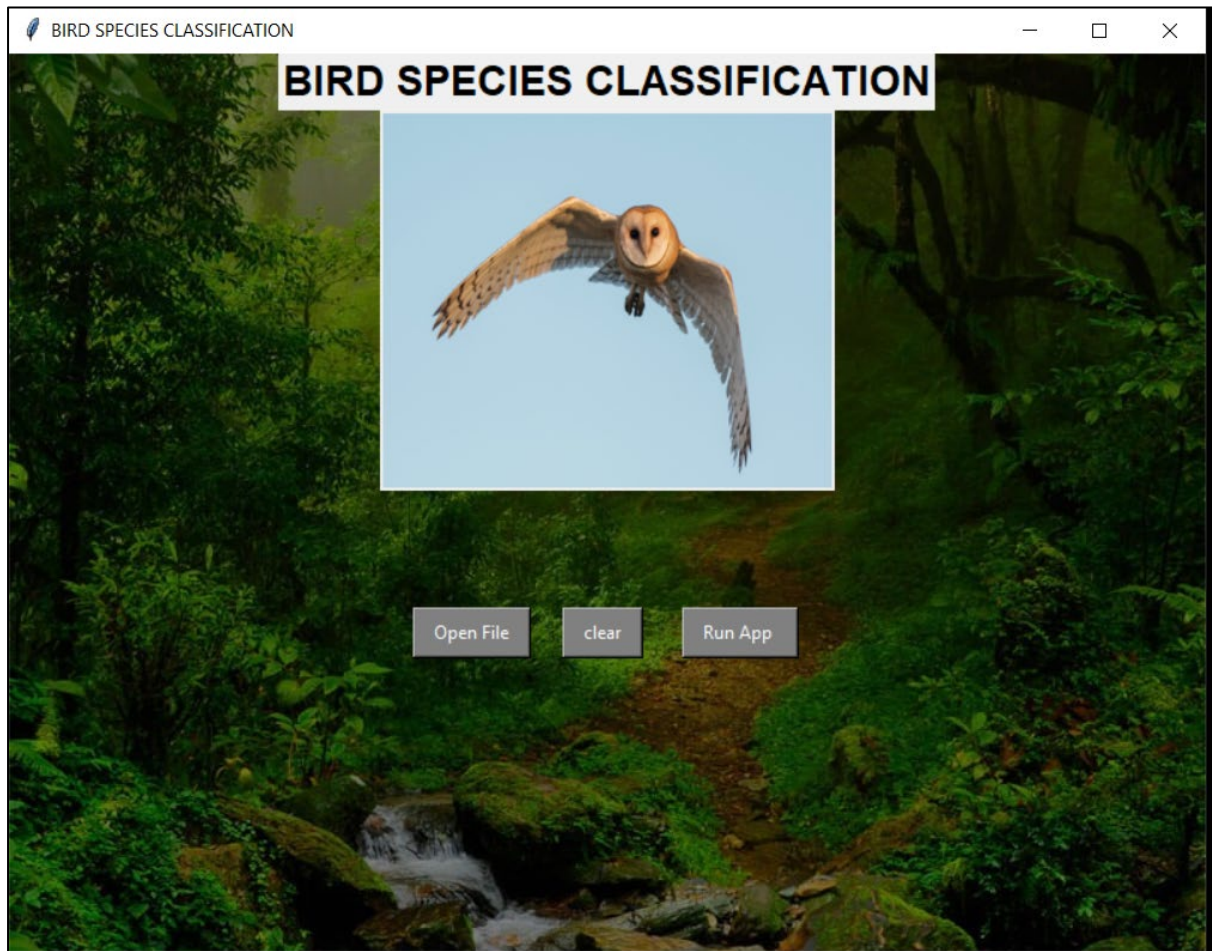 BIRD SPECIES CLASSIFICATION
BIRD SPECIES CLASSIFICATION
Open File
clear
Run App